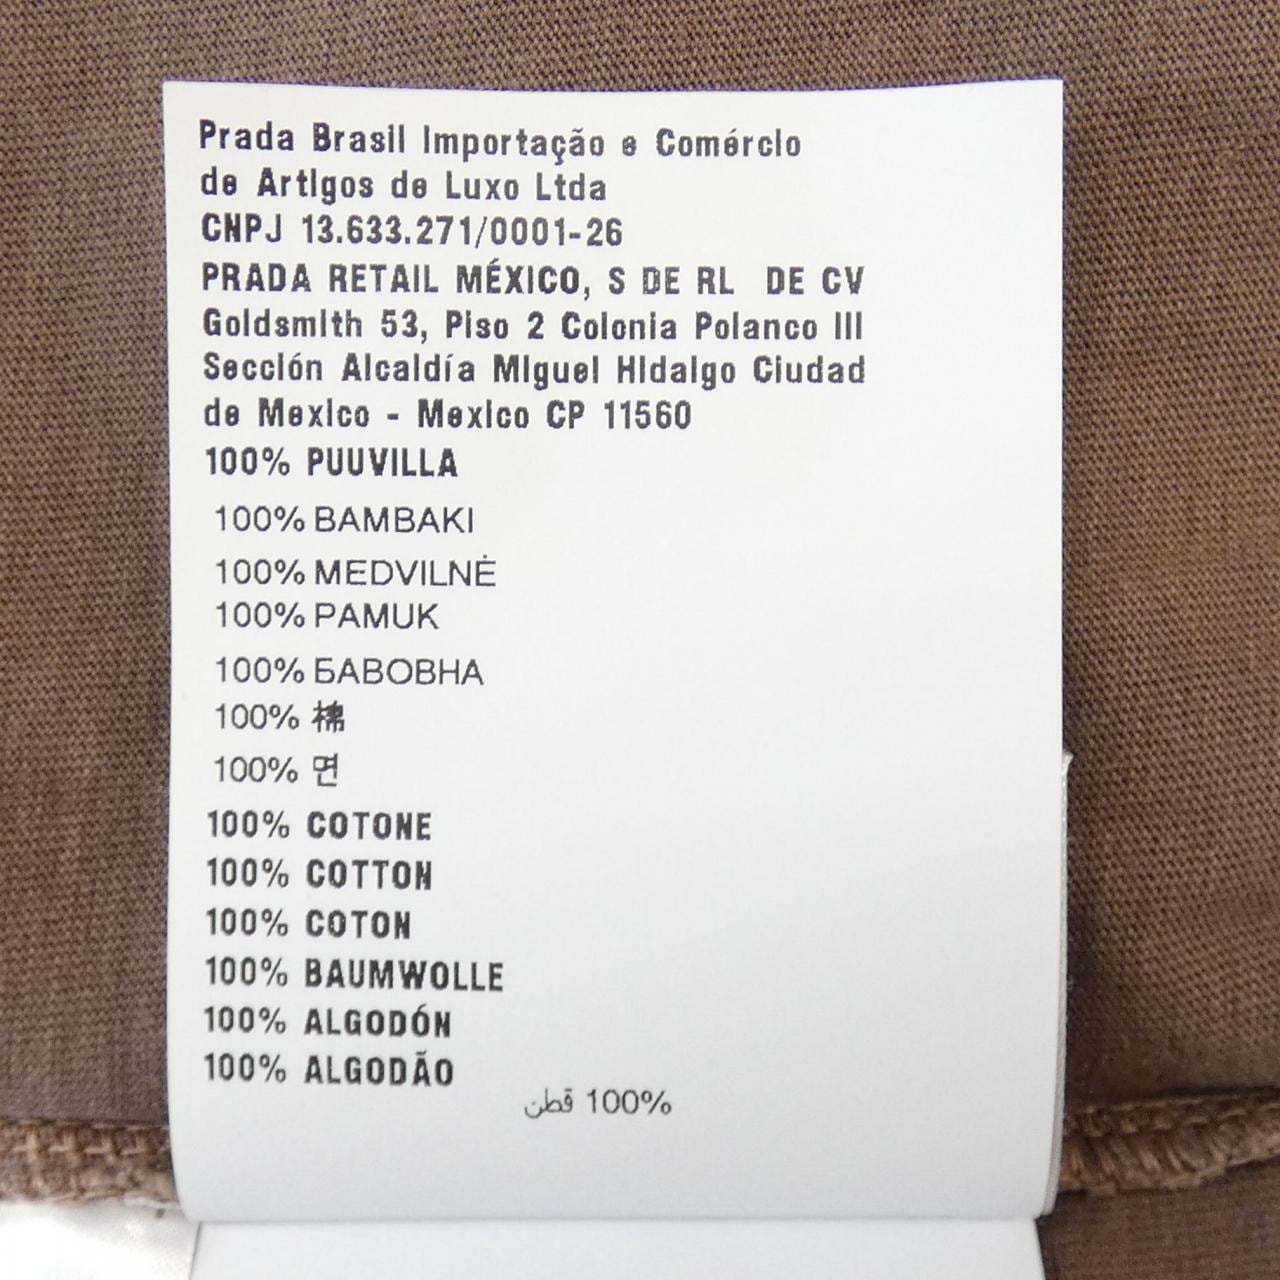 Prada Brasil Importação e Comércio
de Artigos de Luxo Ltda
CNPJ 13.633.271/0001-26
PRADA RETAIL MÉXICO, S DE RL DE CV
Goldsmith 53, Piso 2 Colonia Polanco III
Sección Alcaldía Miguel Hidalgo Ciudad
de Mexico - Mexico CP 11560
100% PUUVILLA
100% BAMBAKI
100% MEDVILNĖ
100% PAMUK
100% БАВОВНА
100% 棉
100% 면
100% COTONE
100% COTTON
100% COTON
100% BAUMWOLLE
100% ALGODÓN
100% ALGODÃO
100% قطن